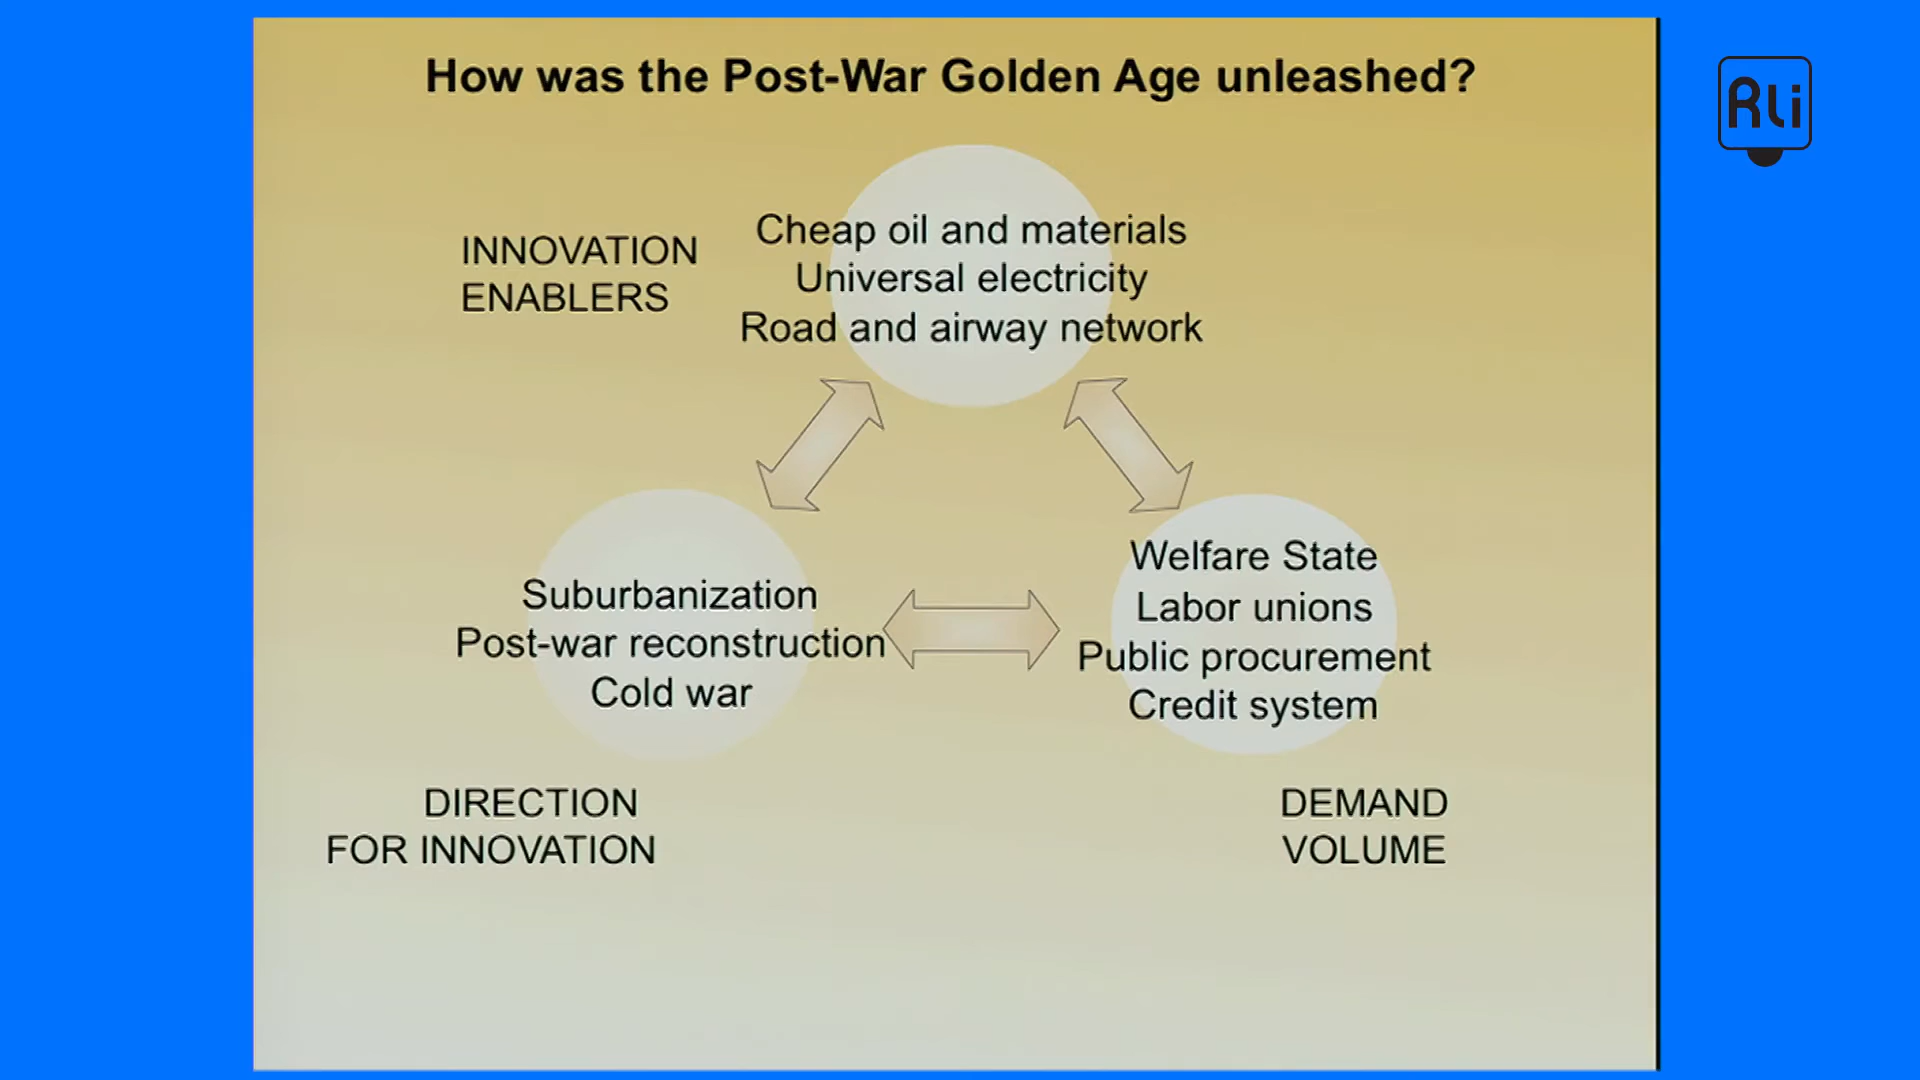 How was the Post-War Golden Age unleashed?
RLi
INNOVATION
ENABLERS
Cheap oil and materials
Universal electricity
Road and airway network
Suburbanization
Post-war reconstruction
Cold war
Welfare State
Labor unions
Public procurement
Credit system
DIRECTION
FOR INNOVATION
DEMAND
VOLUME